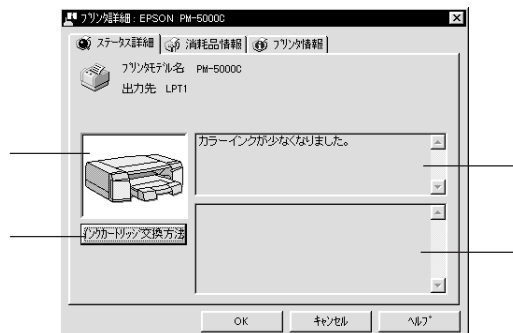 プリンタ詳細 : EPSON PM-5000C
ステータス詳細 消耗品情報 プリンタ情報
プリンタモデル名 PM-5000C
出力先 LPT1
カラーインクが少なくなりました。
インクカートリッジ交換方法
OK キャンセル ヘルプ